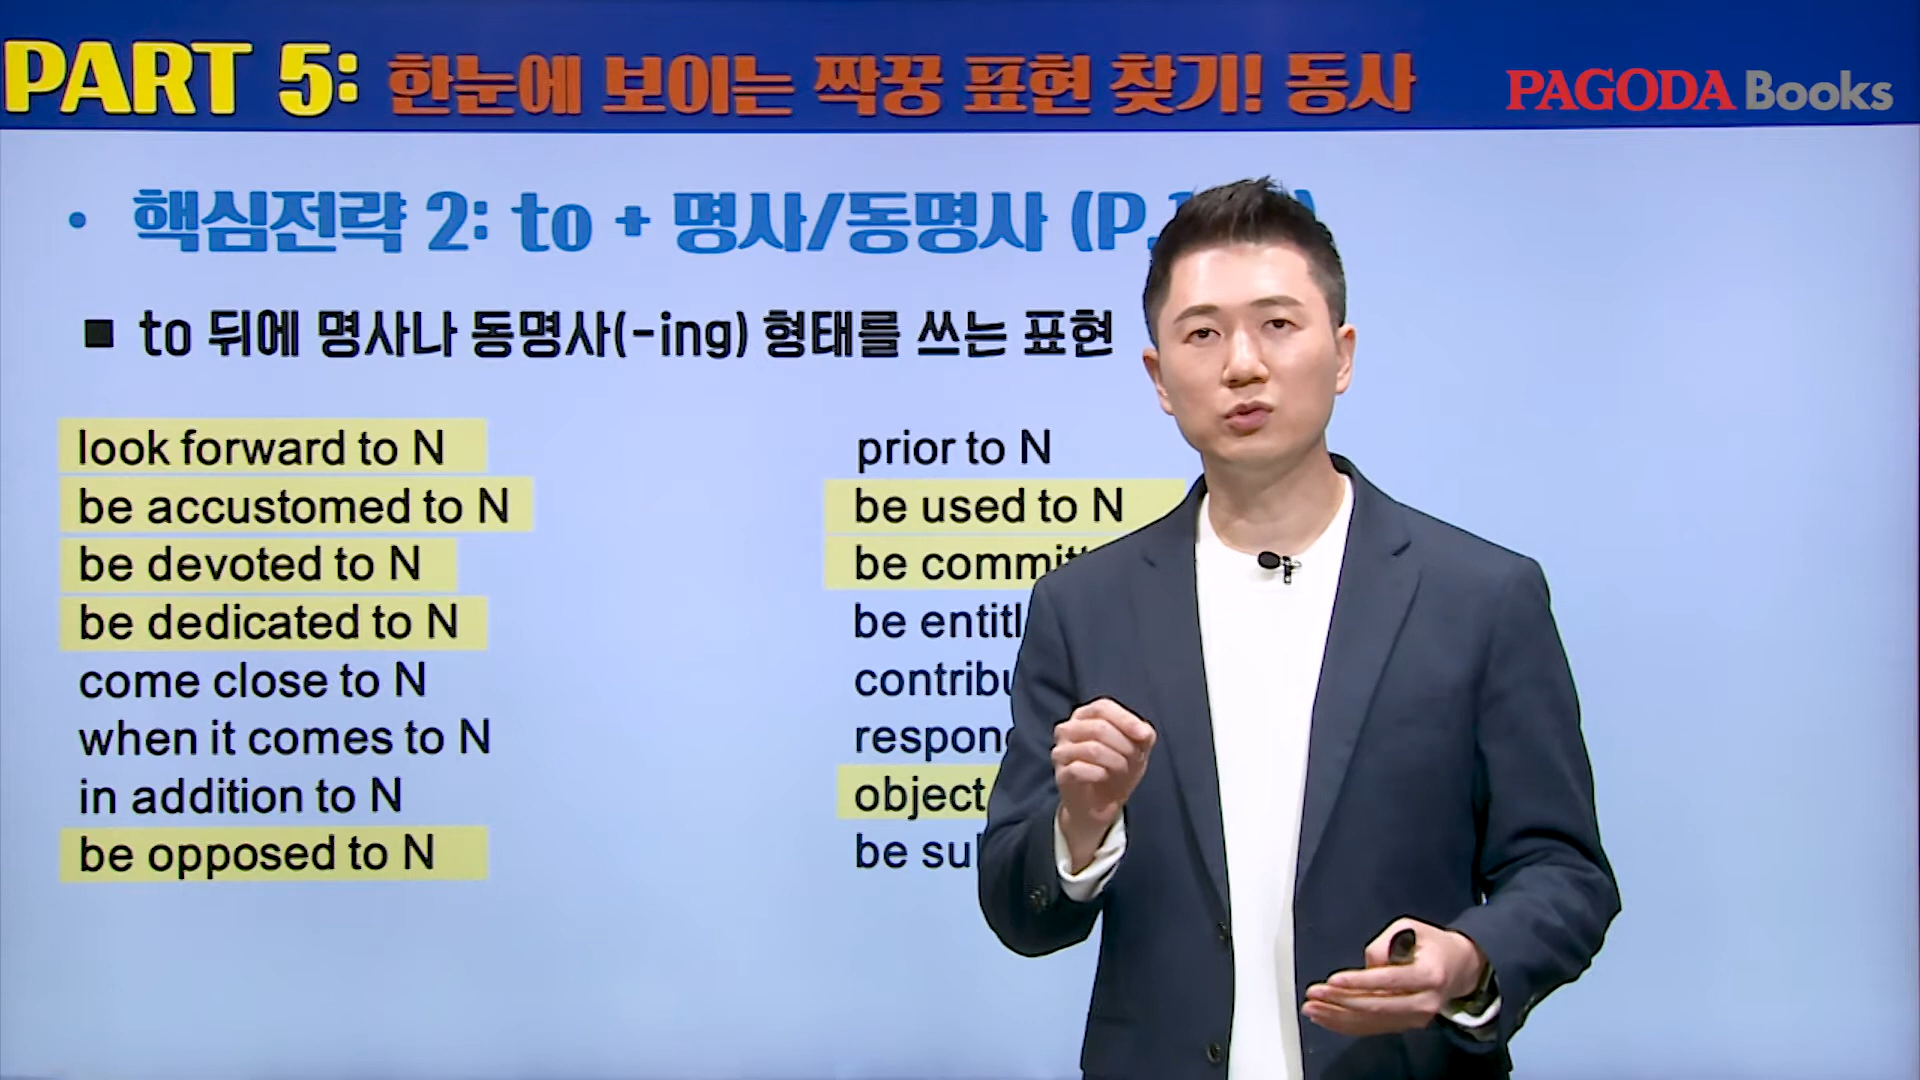 PART 5: 한눈에 보이는 짝꿍 표현 찾기! 동사
PAGODA Books
• 핵심전략 2: to + 명사/동명사 (P.
■ to 뒤에 명사나 동명사(-ing) 형태를 쓰는 표현
look forward to N
be accustomed to N
be devoted to N
be dedicated to N
come close to N
when it comes to N
in addition to N
be opposed to N
prior to N
be used to N
be
be
object
be